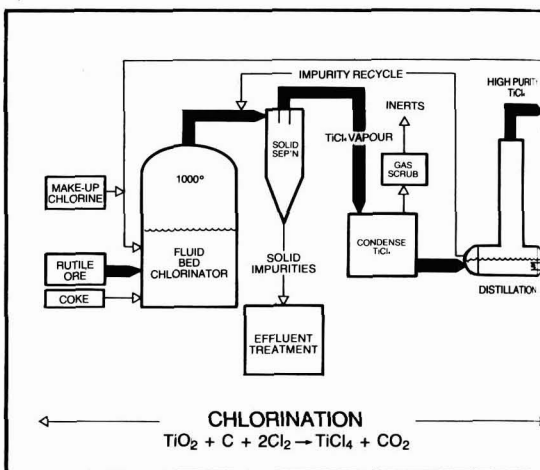 IMPURITY RECYCLE
HIGH PURIT
TiCl₄
INERTS
SOLID
SEP'N
TiCl₄ VAPOUR
GAS
SCRUB
1000°
MAKE-UP
CHLORINE
CONDENSE
TiCl₄
FLUID
BED
CHLORINATOR
SOLID
IMPURITIES
RUTILE
ORE
COKE
DISTILLATION
EFFLUENT
TREATMENT
CHLORINATION
TiO₂ + C + 2Cl₂ → TiCl₄ + CO₂